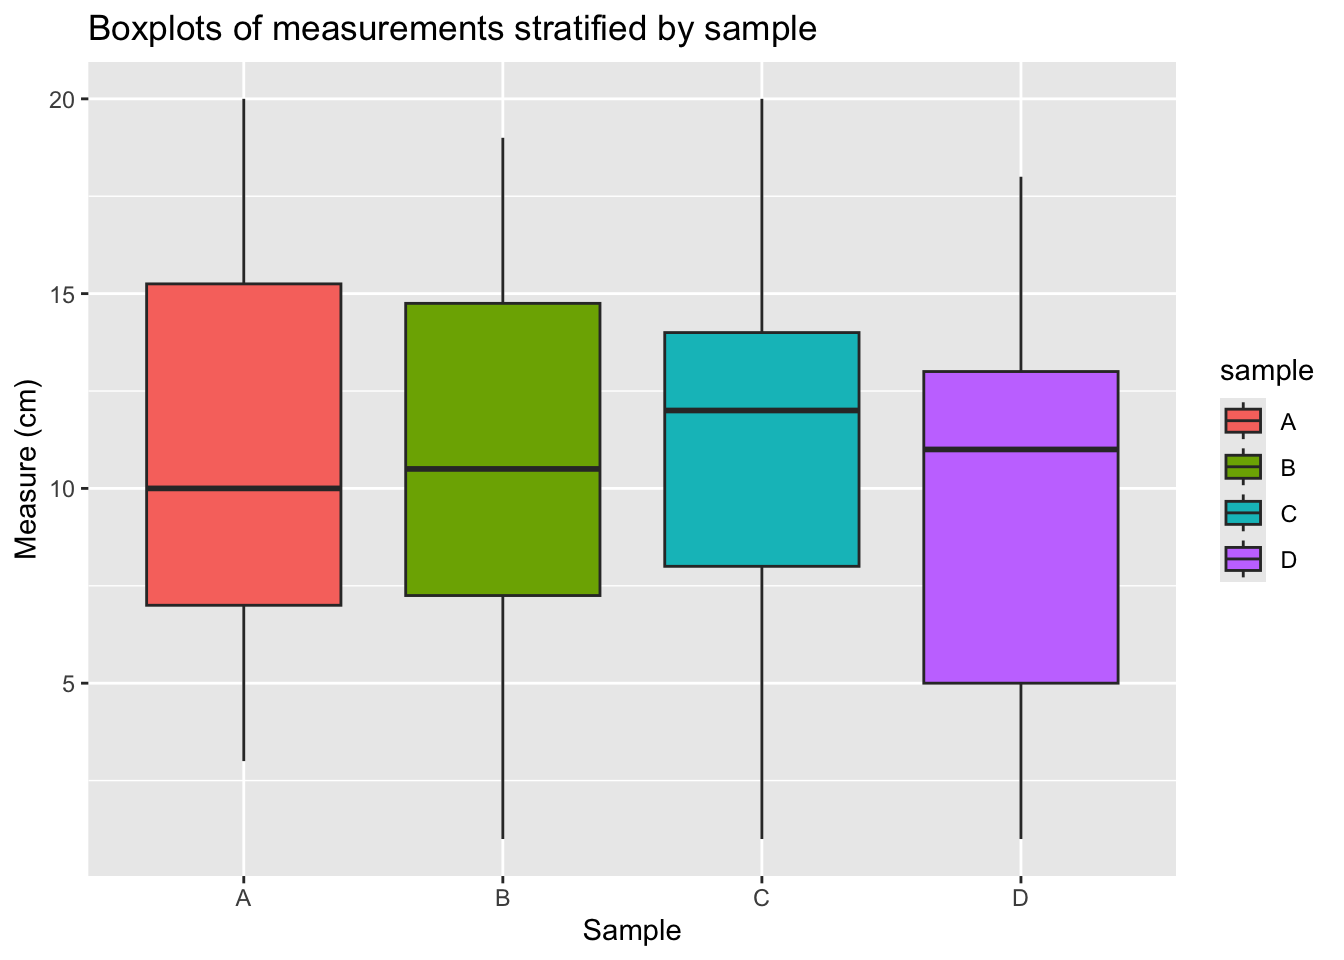 Boxplots of measurements stratified by sample
20
15
10
5
Measure (cm)
A
B
C
D
Sample
sample
A
B
C
D